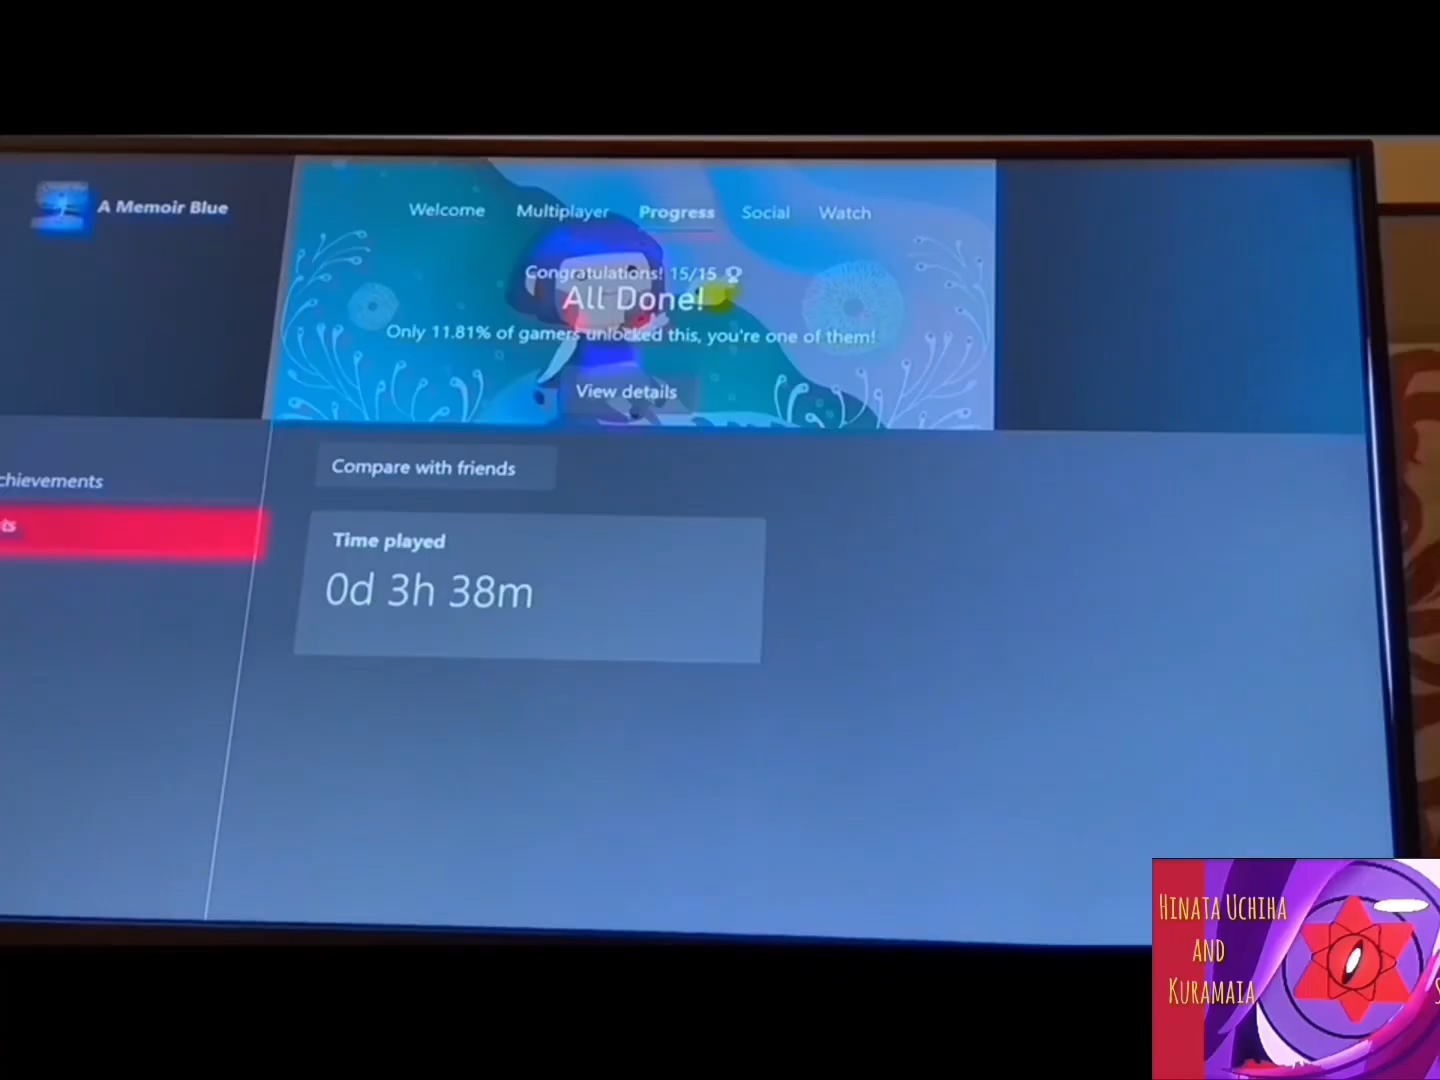 A Memoir Blue
Welcome Multiplayer Progress Social Watch
Congratulations! 15/15
All Done!
Only 11.81% of gamers unlocked this, you're one of them!
View details
chievements
ts
Compare with friends
Time played
0d 3h 38m
HINATA UCHIHA
AND
KURAMAIA